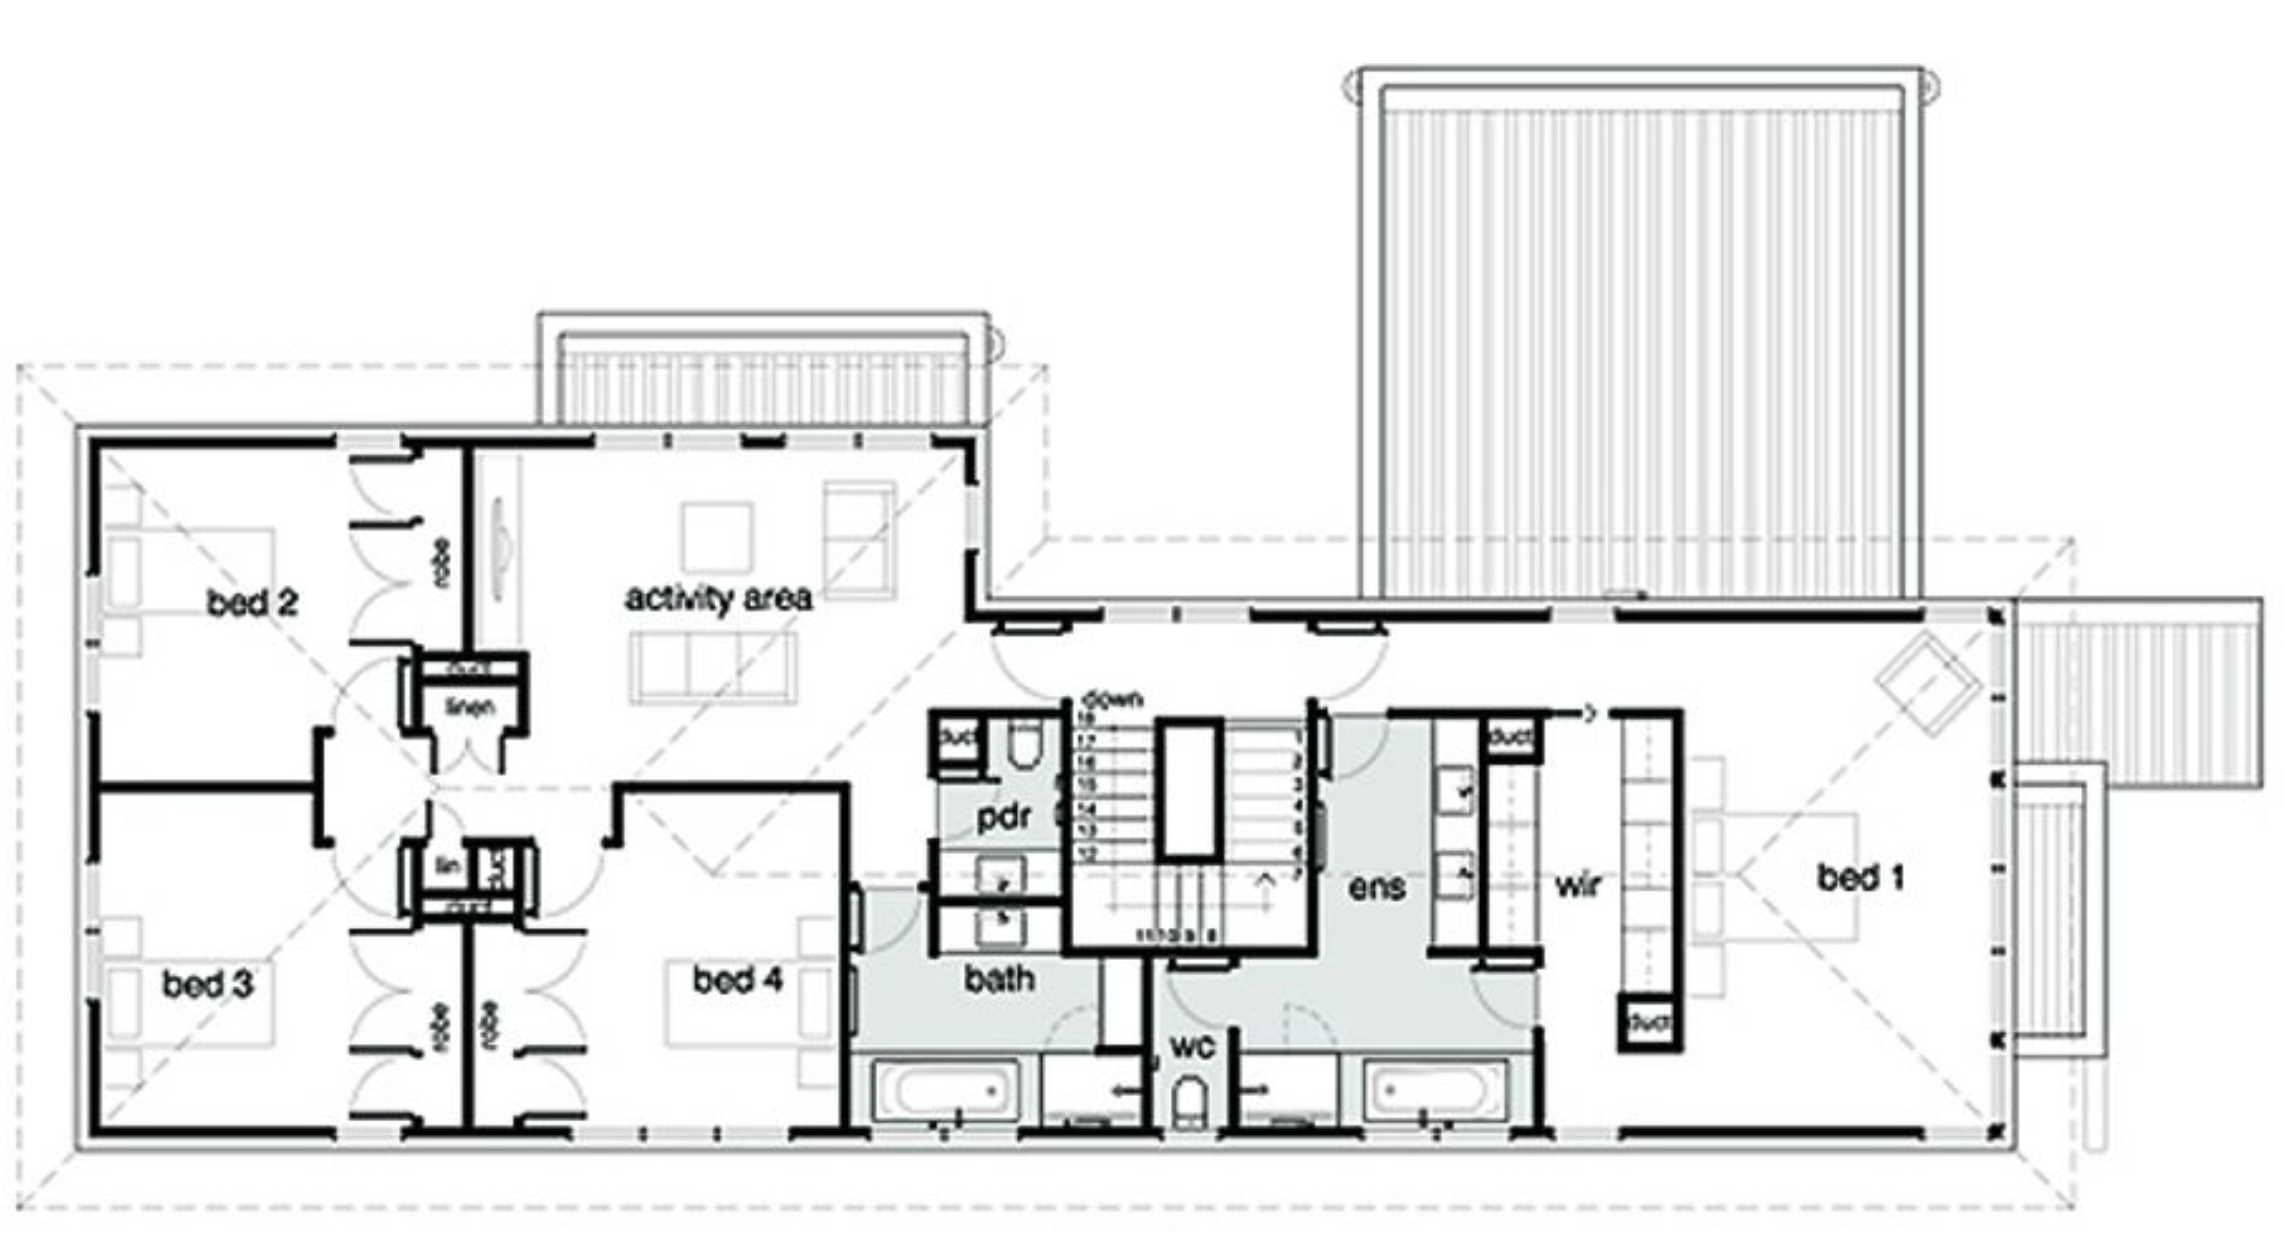 bed 2
robe
activity area
duct
linen
down
18
17
16
15
14
13
12
1
2
3
4
5
6
7
11 10 9 8
duct
pdr
duct
lin
duct
duct
ens
wir
bed 1
bed 3
robe
robe
bed 4
bath
wc
duct